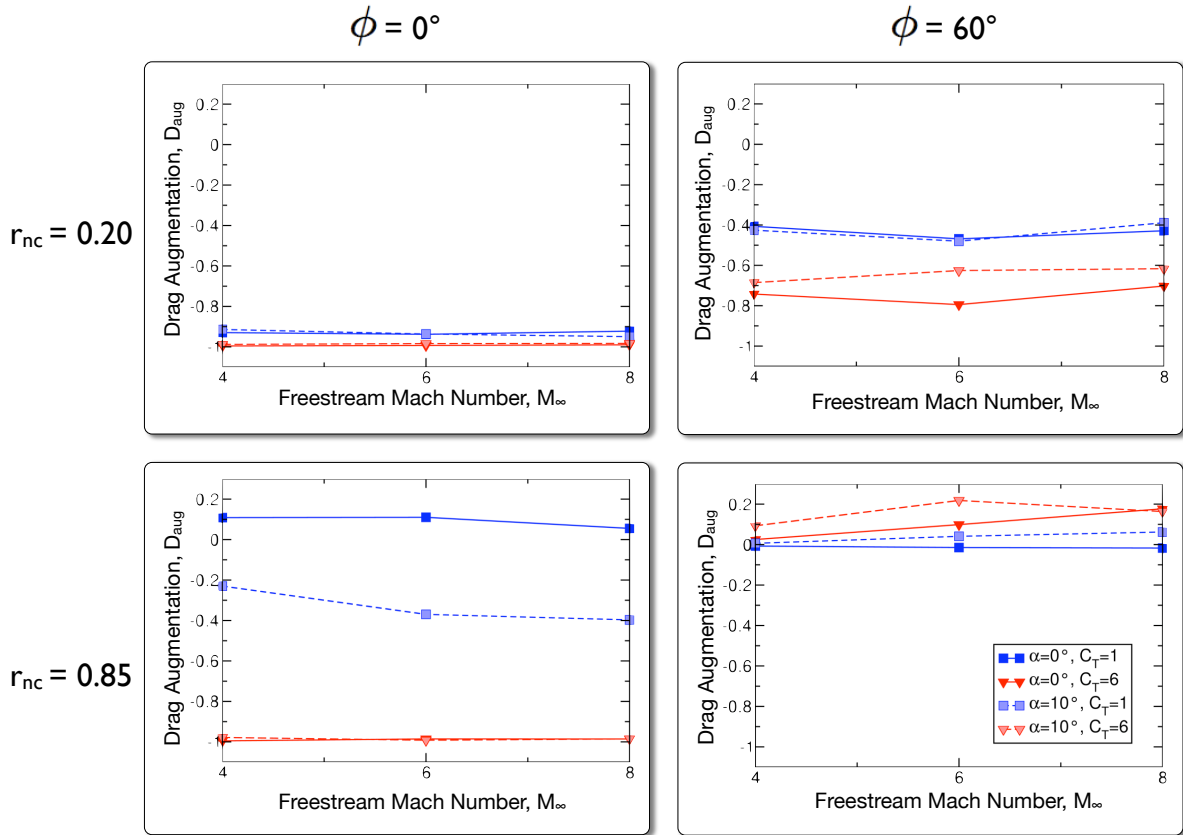 ϕ = 0°
ϕ = 60°
r_nc = 0.20
Drag Augmentation, D_aug
0.2
0
-0.2
-0.4
-0.6
-0.8
-1
4
6
8
Freestream Mach Number, M∞
Drag Augmentation, D_aug
0.2
0
-0.2
-0.4
-0.6
-0.8
-1
4
6
8
Freestream Mach Number, M∞
r_nc = 0.85
Drag Augmentation, D_aug
0.2
0
-0.2
-0.4
-0.6
-0.8
-1
4
6
8
Freestream Mach Number, M∞
Drag Augmentation, D_aug
0.2
0
-0.2
-0.4
-0.6
-0.8
-1
4
6
8
Freestream Mach Number, M∞
α=0°, C_T=1
α=0°, C_T=6
α=10°, C_T=1
α=10°, C_T=6